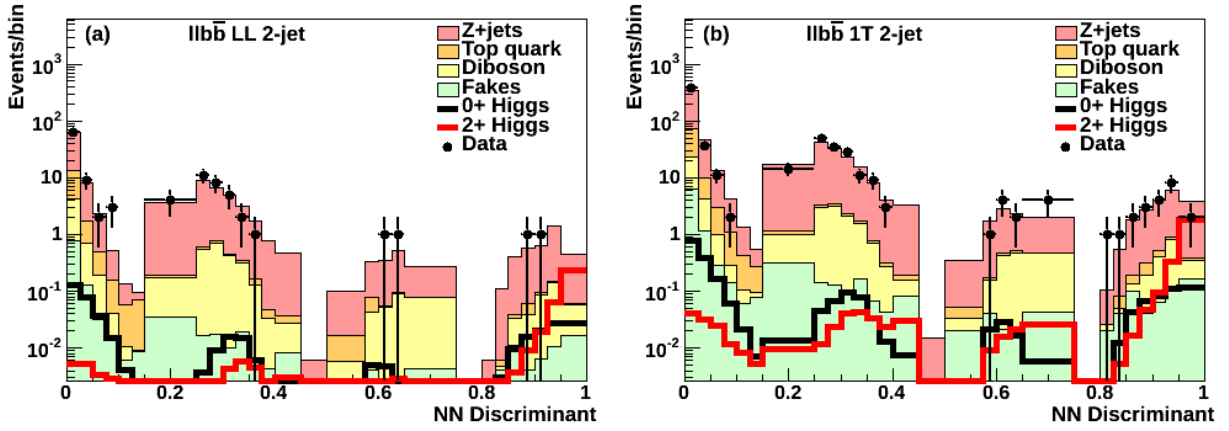 (a) llbb̅ LL 2-jet
Events/bin
10³
10²
10
1
10⁻¹
10⁻²
Z+jets
Top quark
Diboson
Fakes
0+ Higgs
2+ Higgs
Data
0 0.2 0.4 0.6 0.8 1
NN Discriminant
(b) llbb̅ 1T 2-jet
Events/bin
10³
10²
10
1
10⁻¹
10⁻²
Z+jets
Top quark
Diboson
Fakes
0+ Higgs
2+ Higgs
Data
0 0.2 0.4 0.6 0.8 1
NN Discriminant